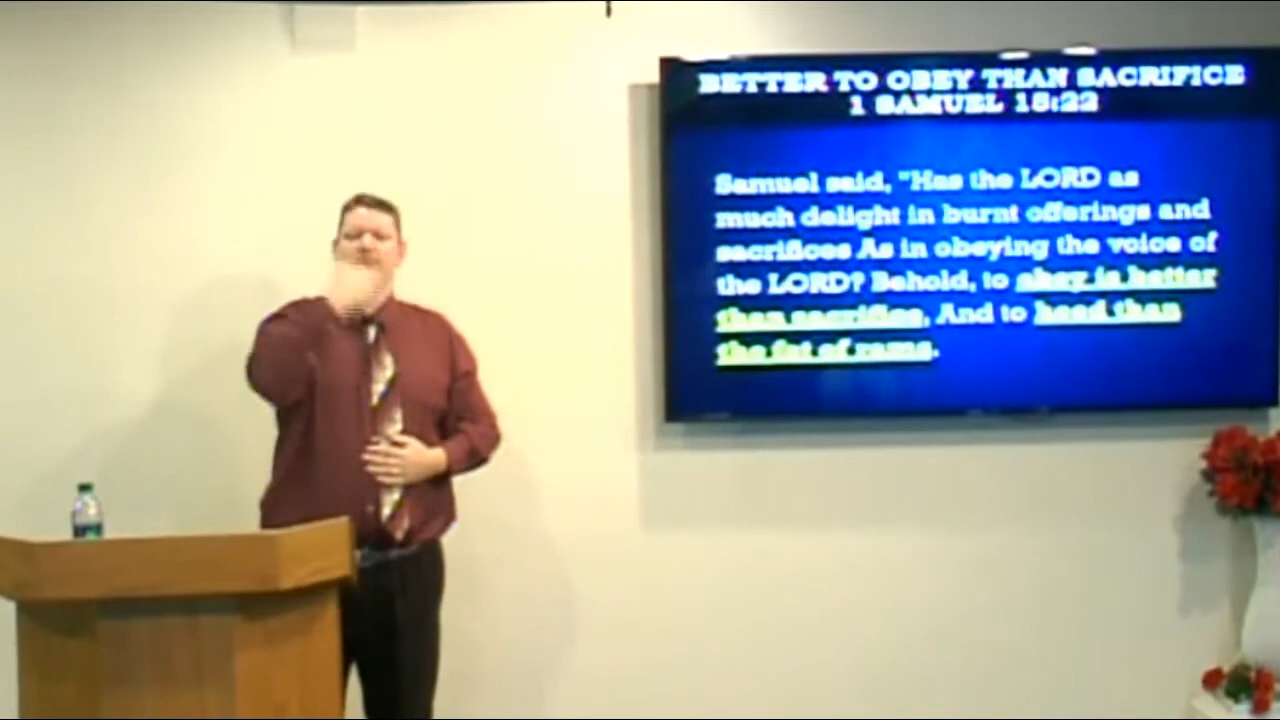 BETTER TO OBEY THAN SACRIFICE
1 SAMUEL 15:22
Samuel said, "Has the LORD as
much delight in burnt offerings and
sacrifices As in obeying the voice of
the LORD? Behold, to obey is better
than sacrifice, And to heed than
the fat of rams.